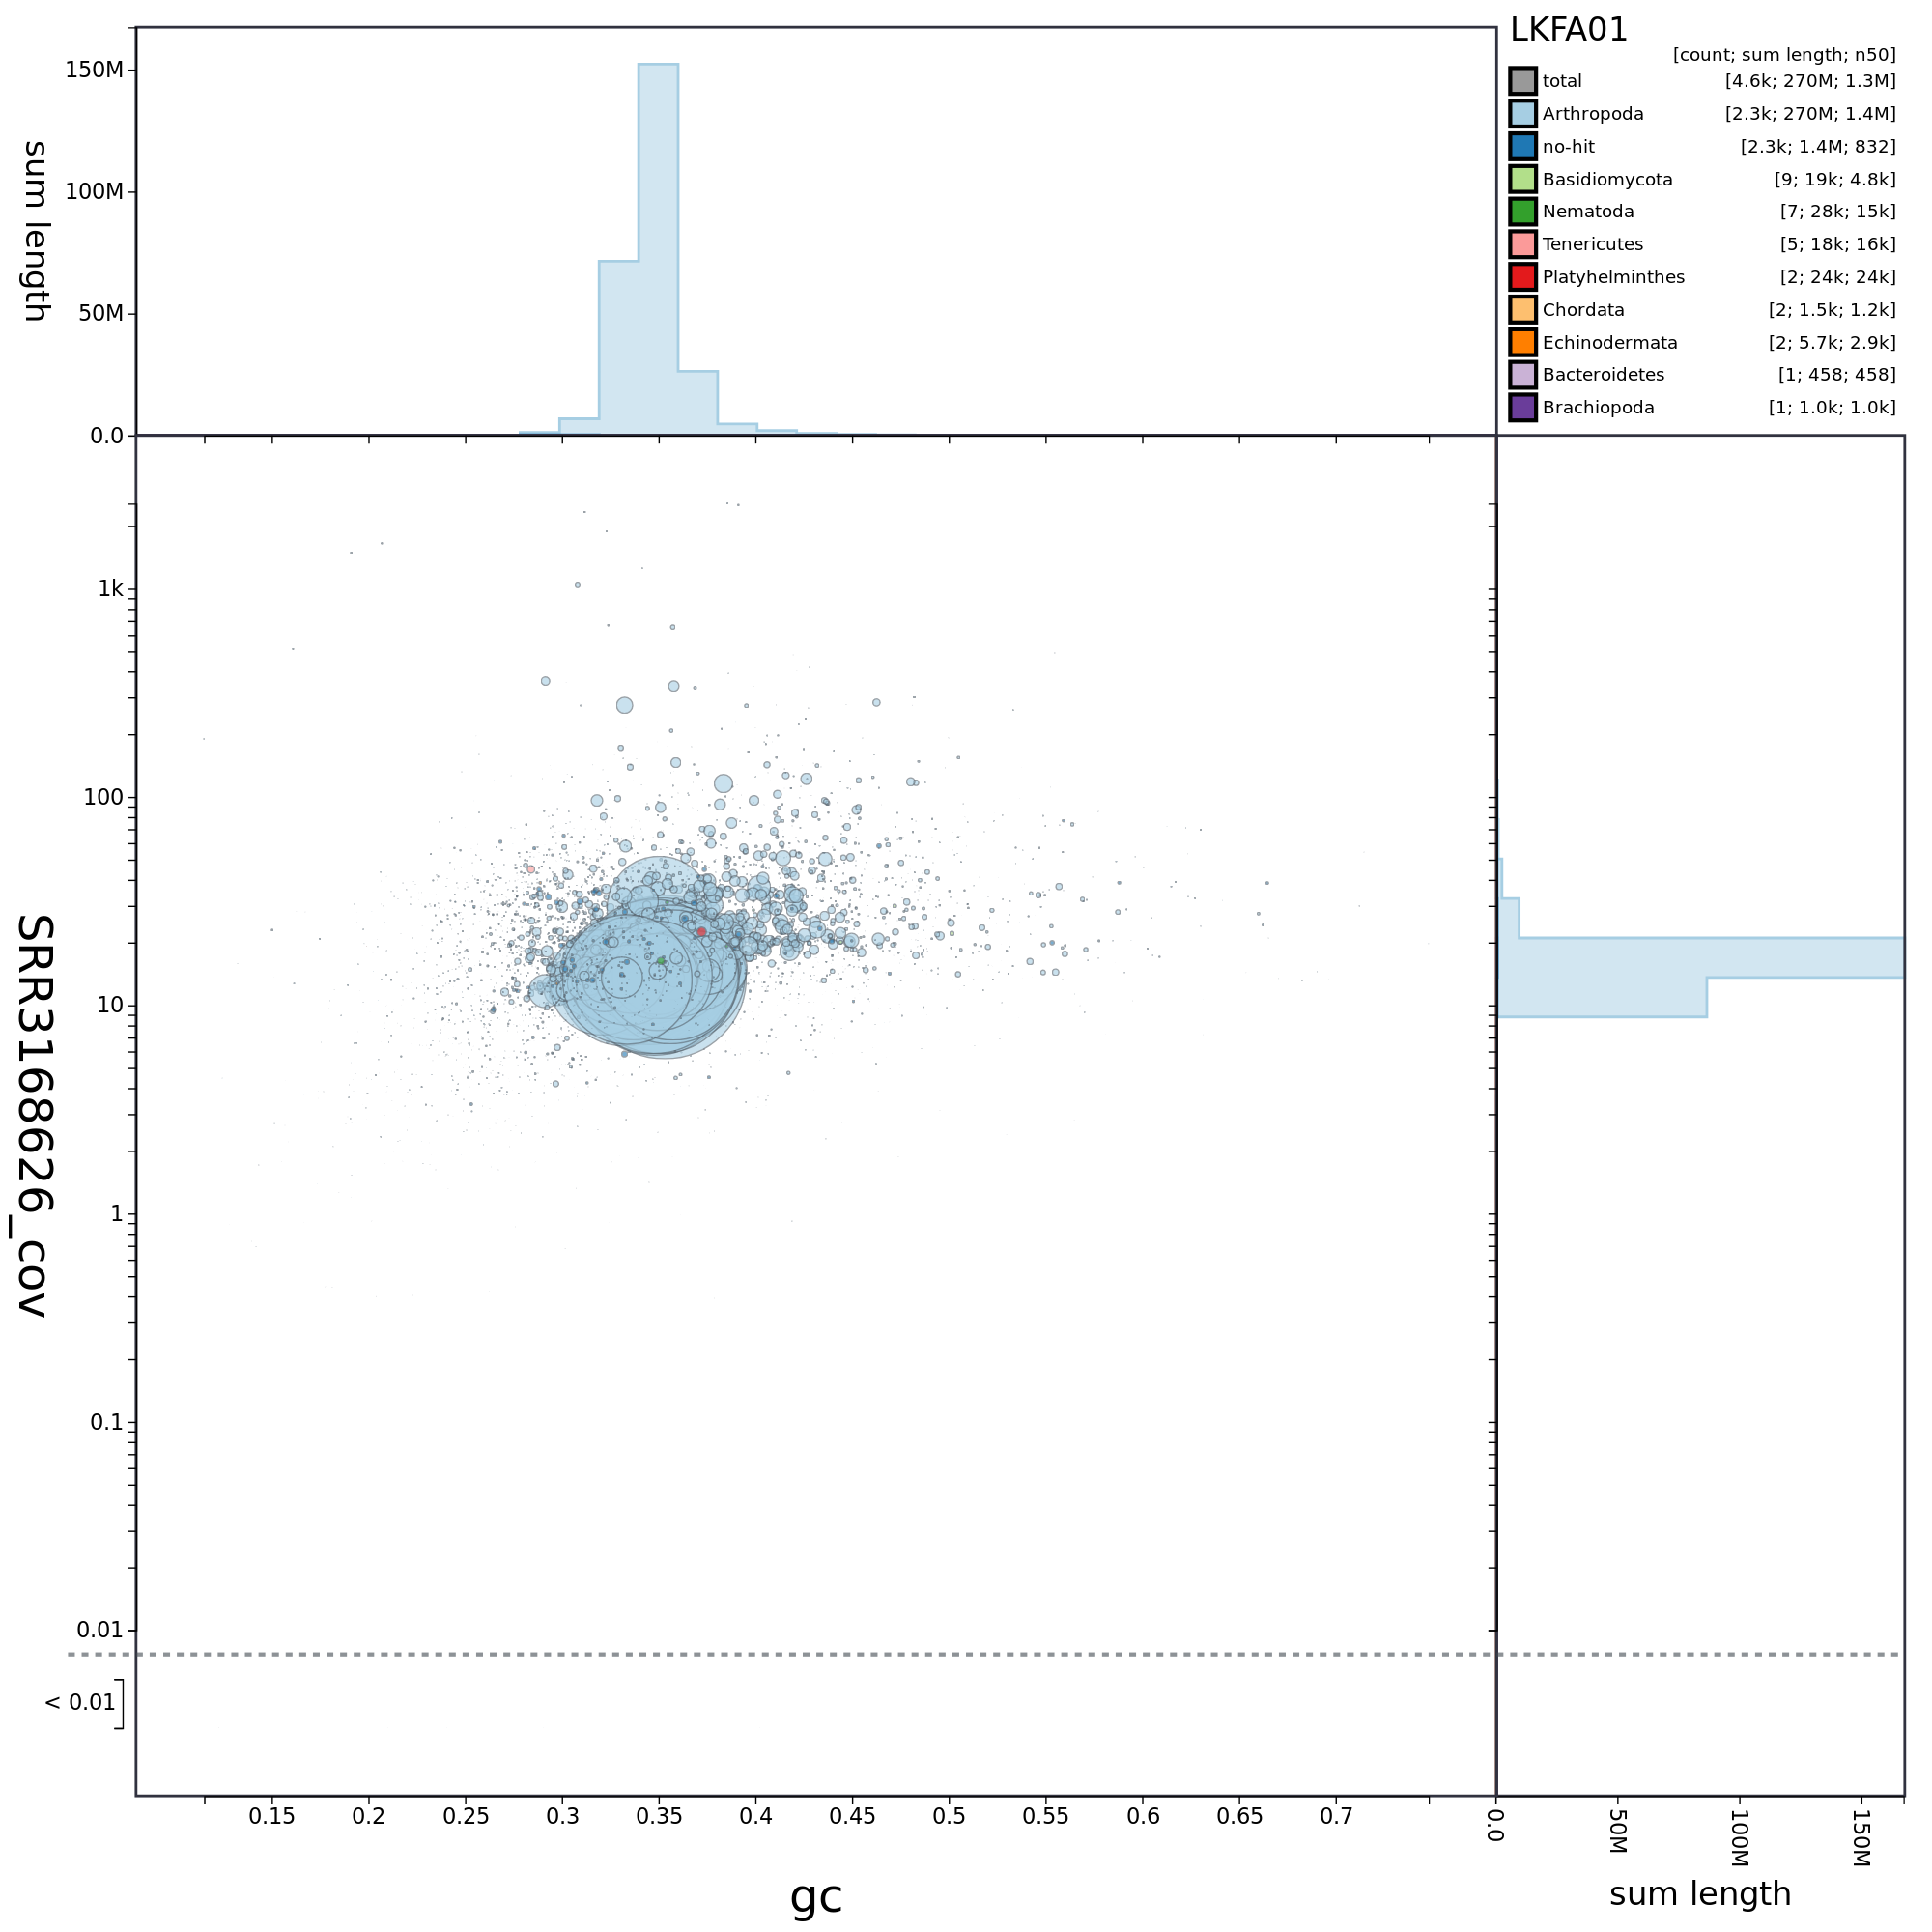 LKFA01
[count; sum length; n50]
total [4.6k; 270M; 1.3M]
Arthropoda [2.3k; 270M; 1.4M]
no-hit [2.3k; 1.4M; 832]
Basidiomycota [9; 19k; 4.8k]
Nematoda [7; 28k; 15k]
Tenericutes [5; 18k; 16k]
Platyhelminthes [2; 24k; 24k]
Chordata [2; 1.5k; 1.2k]
Echinodermata [2; 5.7k; 2.9k]
Bacteroidetes [1; 458; 458]
Brachiopoda [1; 1.0k; 1.0k]
sum length
150M
100M
50M
0.0
SRR3168626_cov
1k
100
10
1
0.1
0.01
< 0.01
0.15 0.2 0.25 0.3 0.35 0.4 0.45 0.5 0.55 0.6 0.65 0.7
gc
0.0 50M 100M 150M
sum length